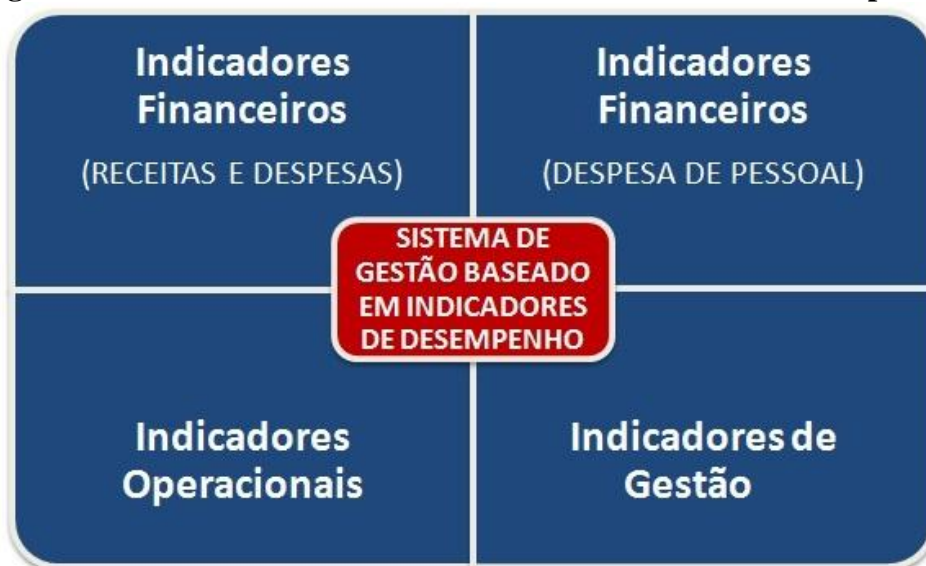 Indicadores
Financeiros
(RECEITAS E DESPESAS)
Indicadores
Financeiros
(DESPESA DE PESSOAL)
SISTEMA DE
GESTÃO BASEADO
EM INDICADORES
DE DESEMPENHO
Indicadores
Operacionais
Indicadores de
Gestão